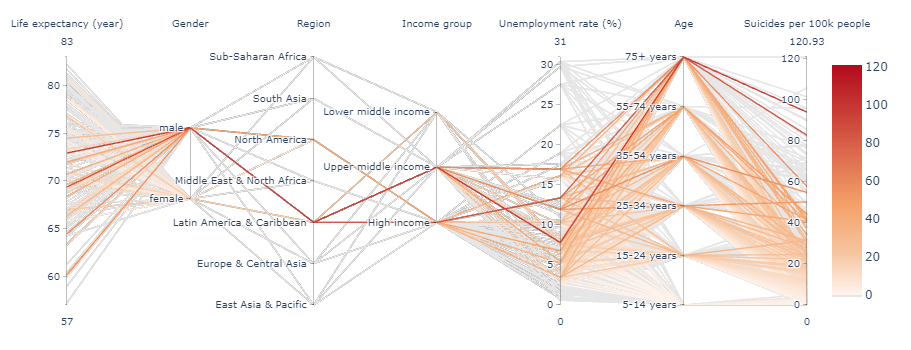 Life expectancy (year) Gender Region Income group Unemployment rate (%) Age Suicides per 100k people
83 31 120.93
Sub-Saharan Africa 30 75+ years 120 120
80 South Asia 25 55-74 years 100 100
male Lower middle income
75 North America 20 35-54 years 80 80
70 Middle East & North Africa Upper middle income 15 25-34 years 60 60
female
65 Latin America & Caribbean High income 10 15-24 years 40 40
60 Europe & Central Asia 5 20 20
East Asia & Pacific 0 5-14 years 0 0
57 0 0